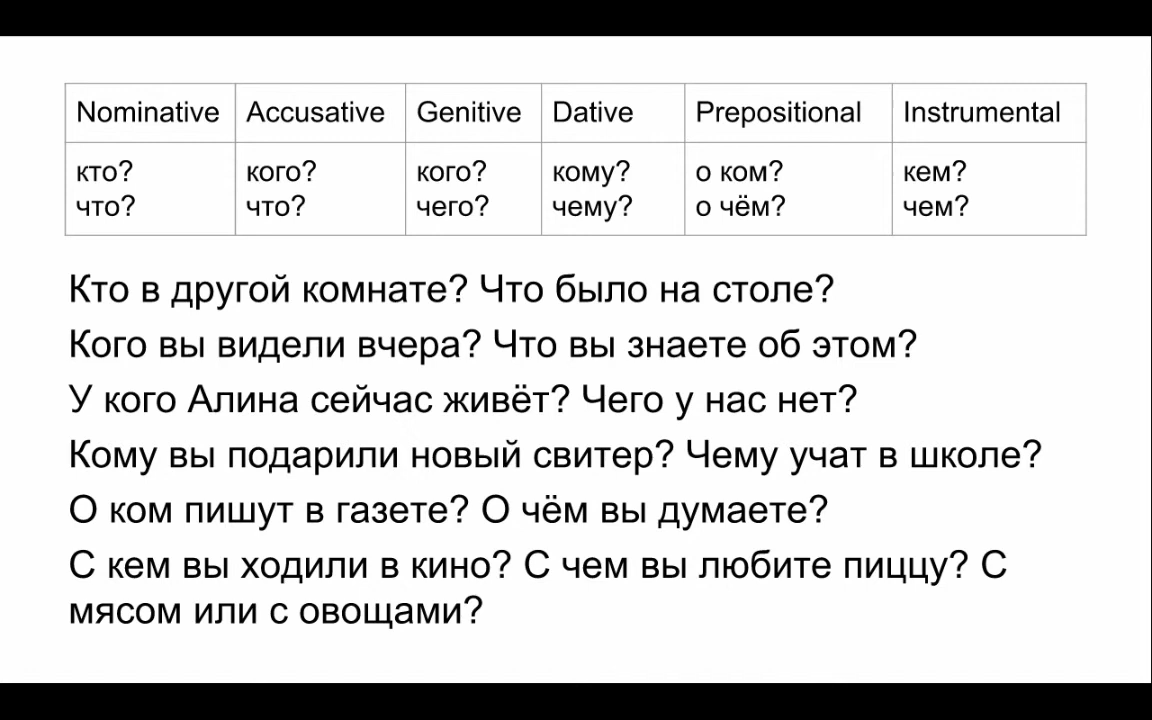 Nominative Accusative Genitive Dative Prepositional Instrumental
кто? кого? кого? кому? о ком? кем?
что? что? чего? чему? о чём? чем?
Кто в другой комнате? Что было на столе?
Кого вы видели вчера? Что вы знаете об этом?
У кого Алина сейчас живёт? Чего у нас нет?
Кому вы подарили новый свитер? Чему учат в школе?
О ком пишут в газете? О чём вы думаете?
С кем вы ходили в кино? С чем вы любите пиццу? С
мясом или с овощами?